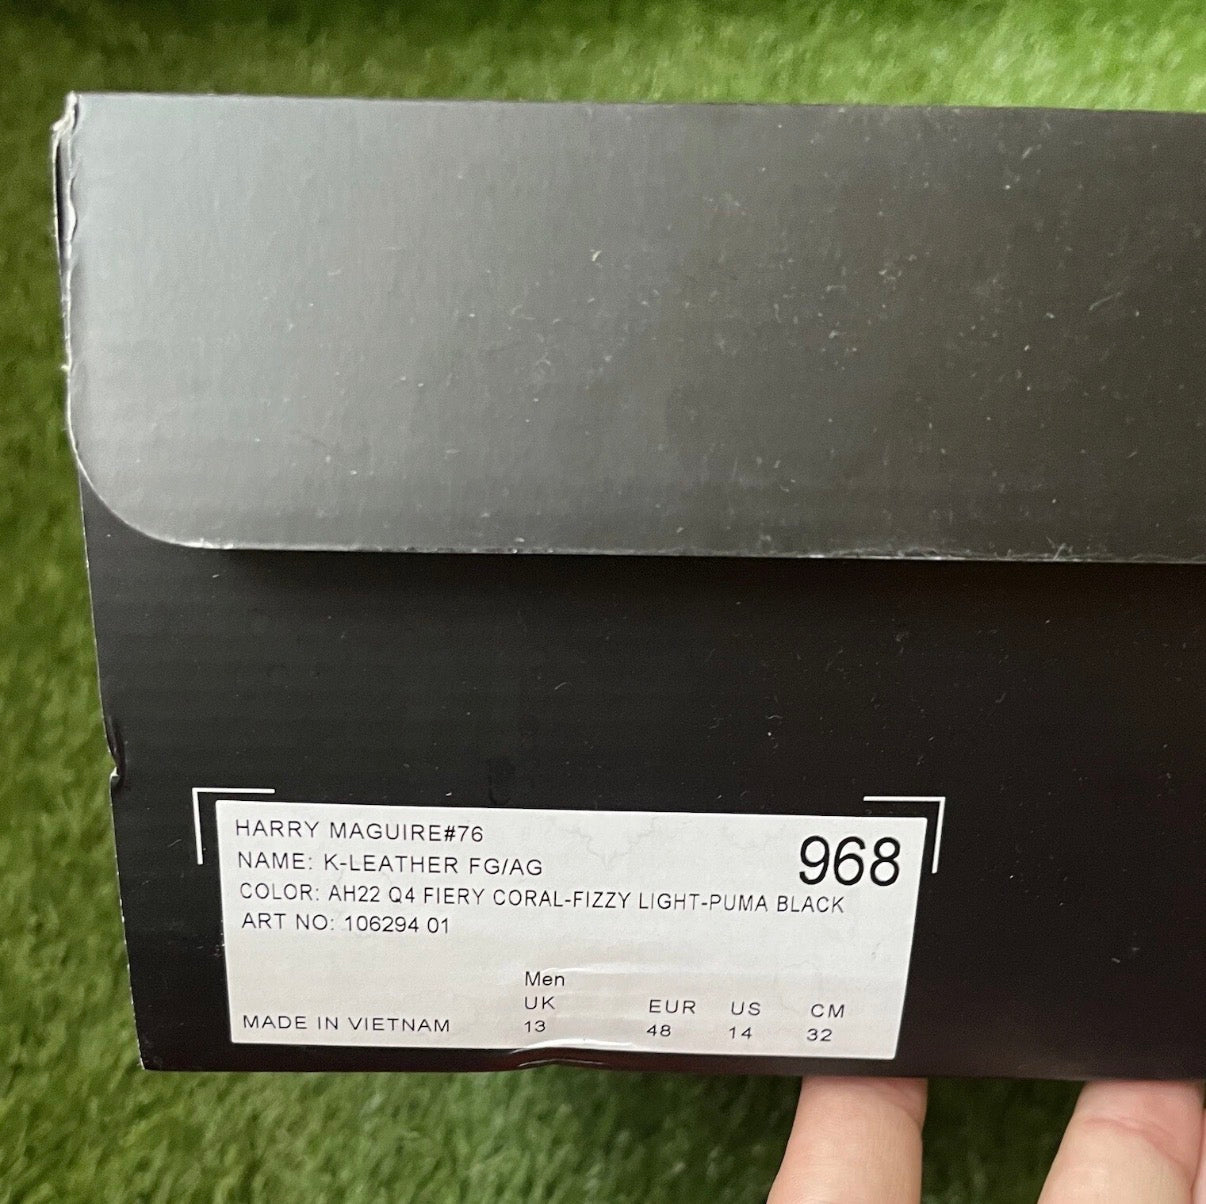 HARRY MAGUIRE#76
968
NAME: K-LEATHER FG/AG
COLOR: AH22 Q4 FIERY CORAL-FIZZY LIGHT-PUMA BLACK
ART NO: 106294 01
Men
UK EUR US CM
MADE IN VIETNAM 13 48 14 32